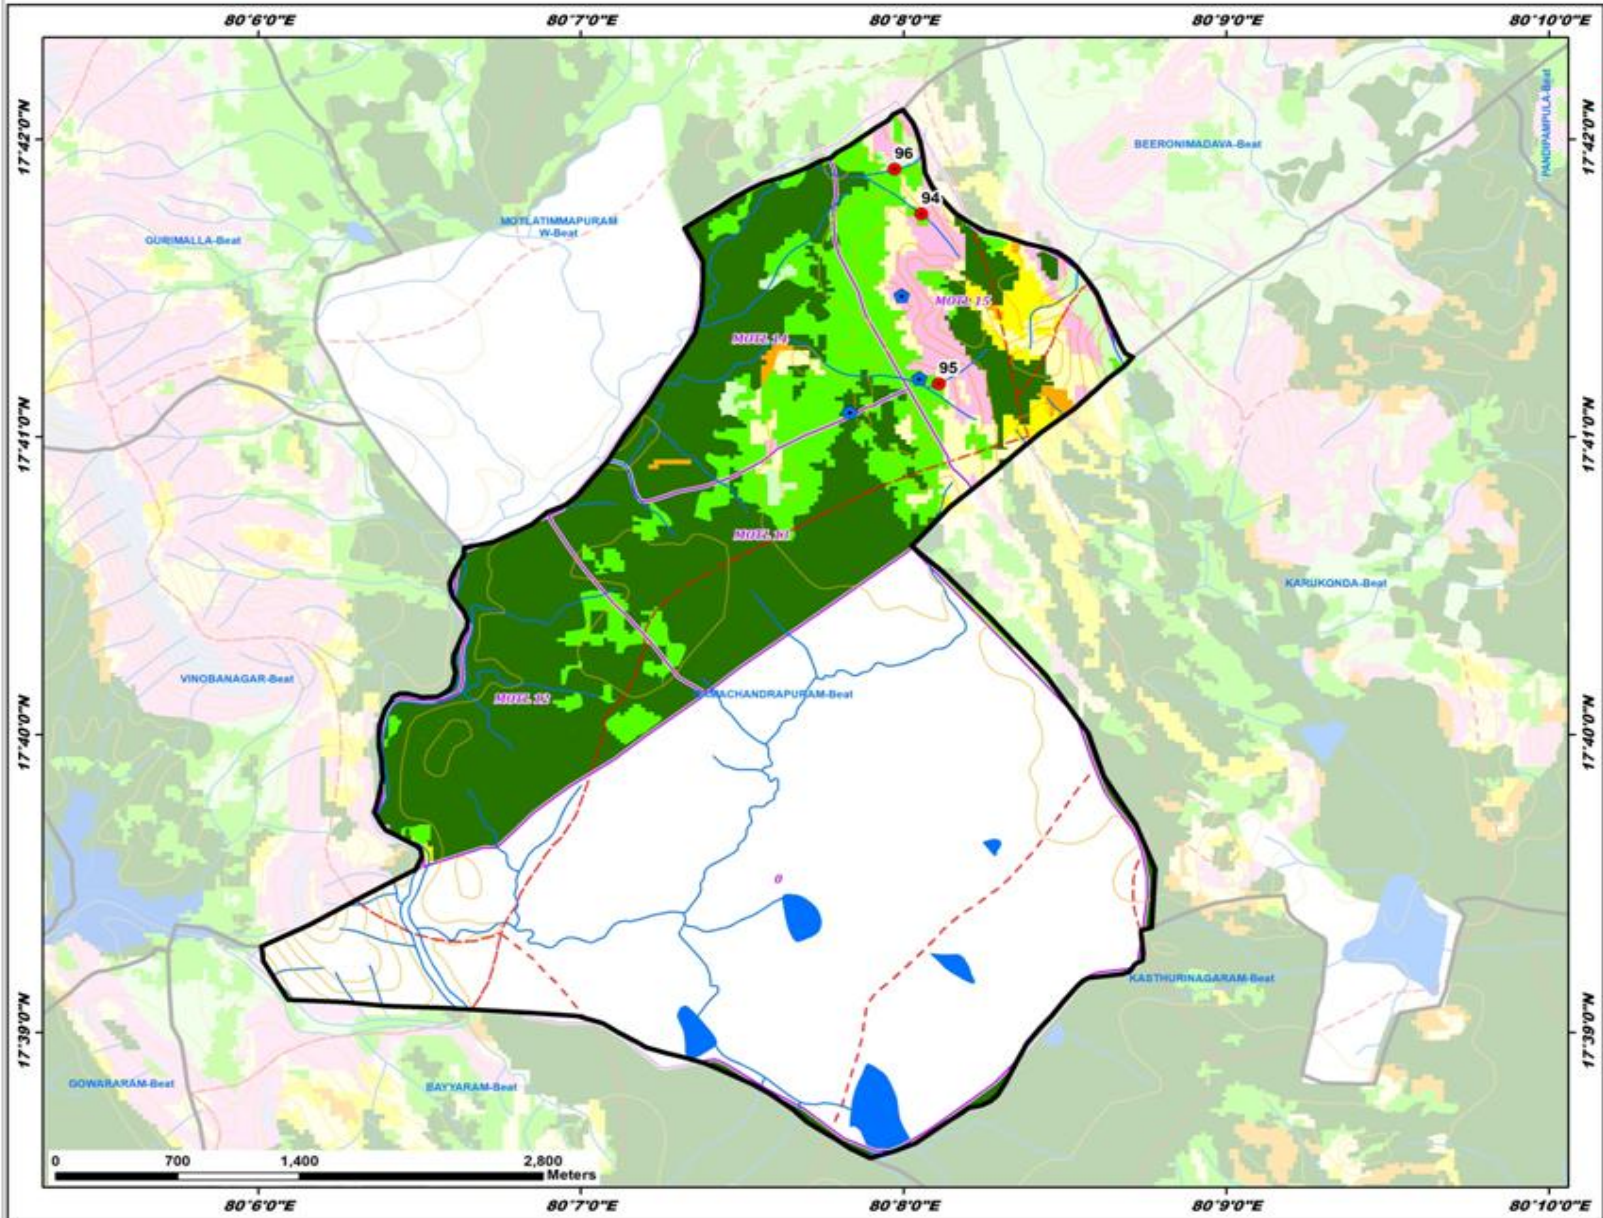 80°6'0"E 80°7'0"E 80°8'0"E 80°9'0"E 80°10'0"E
17°42'0"N
17°42'0"N
PANDIPAMPULA-Beat
BEERONIMADAVA-Beat
96
94
MOTLATIMMAPURAM
W-Beat
GURIMALLA-Beat
MOTL 15
MOTL 14
95
17°41'0"N
17°41'0"N
MOTL 13
KARUKONDA-Beat
VINOBANAGAR-Beat
MOTL 12
AMACHANDRAPURAM-Beat
17°40'0"N
17°40'0"N
0
KASTHURINAGARAM-Beat
17°39'0"N
17°39'0"N
GOWARARAM-Beat
BAYYARAM-Beat
0 700 1,400 2,800
Meters
80°6'0"E 80°7'0"E 80°8'0"E 80°9'0"E 80°10'0"E